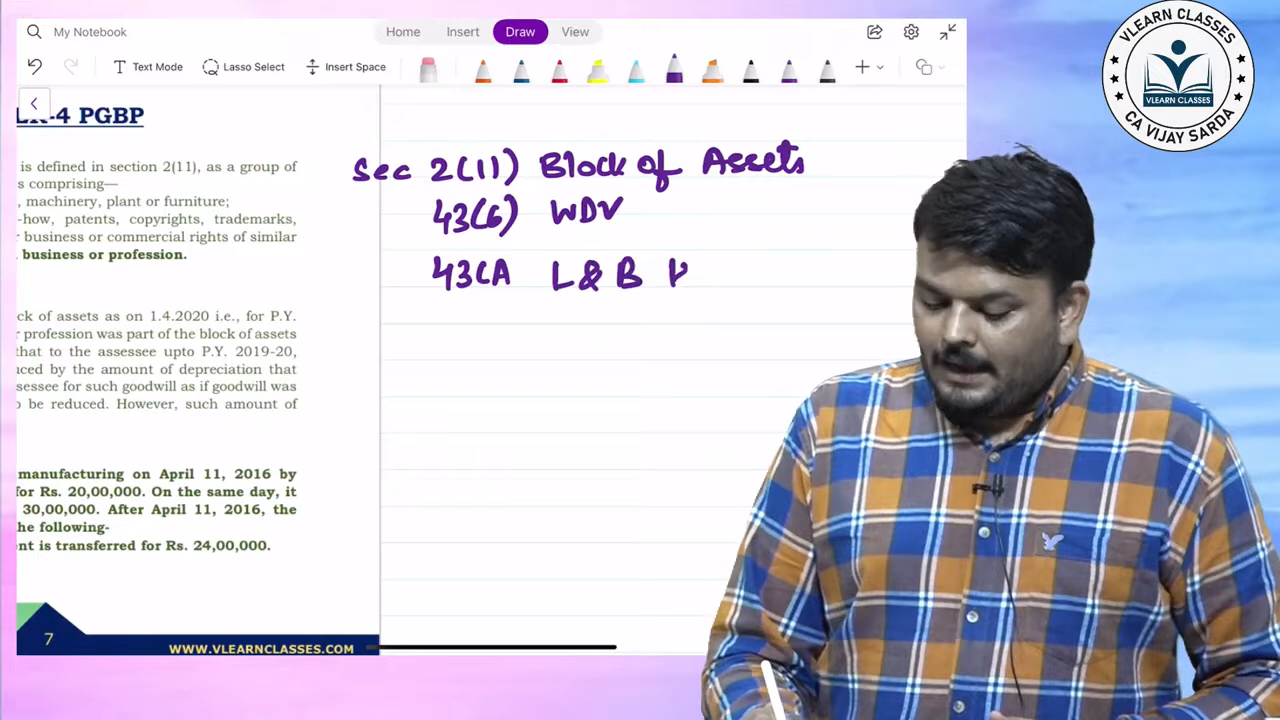 My Notebook
Home Insert Draw View
Text Mode Lasso Select Insert Space
-4 PGBP
is defined in section 2(11), as a group of
s comprising—
, machinery, plant or furniture;
-how, patents, copyrights, trademarks,
r business or commercial rights of similar
business or profession.
ck of assets as on 1.4.2020 i.e., for P.Y.
r profession was part of the block of assets
that to the assessee upto P.Y. 2019-20,
uced by the amount of depreciation that
sessee for such goodwill as if goodwill was
o be reduced. However, such amount of
manufacturing on April 11, 2016 by
for Rs. 20,00,000. On the same day, it
30,00,000. After April 11, 2016, the
he following-
nt is transferred for Rs. 24,00,000.
7
WWW.VLEARNCLASSES.COM
Sec 2(11) Block of Assets
43(6) WDV
43CA L & B
VLEARN CLASSES
VLEARN CLASSES
CA VIJAY SARDA